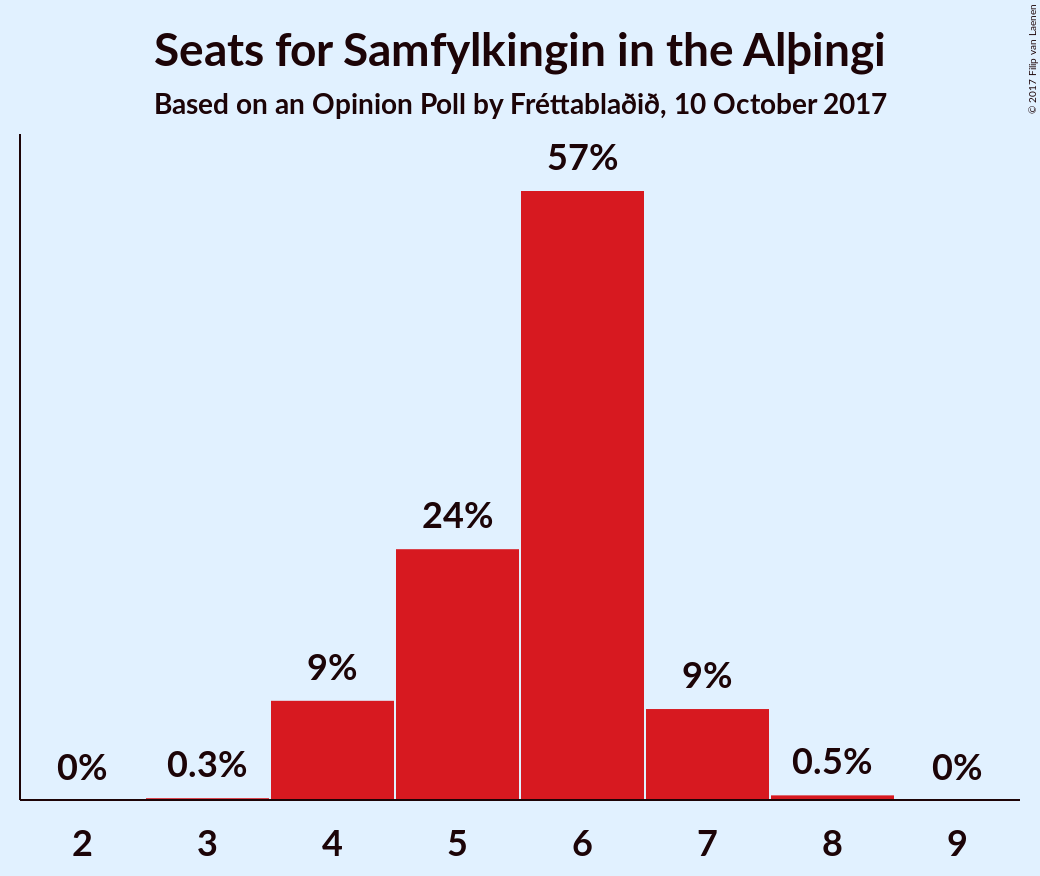 Seats for Samfylkingin in the Alþingi
Based on an Opinion Poll by Fréttablaðið, 10 October 2017
© 2017 Filip van Laenen
57%
24%
9%
9%
0%
0.3%
0.5%
0%
2 3 4 5 6 7 8 9